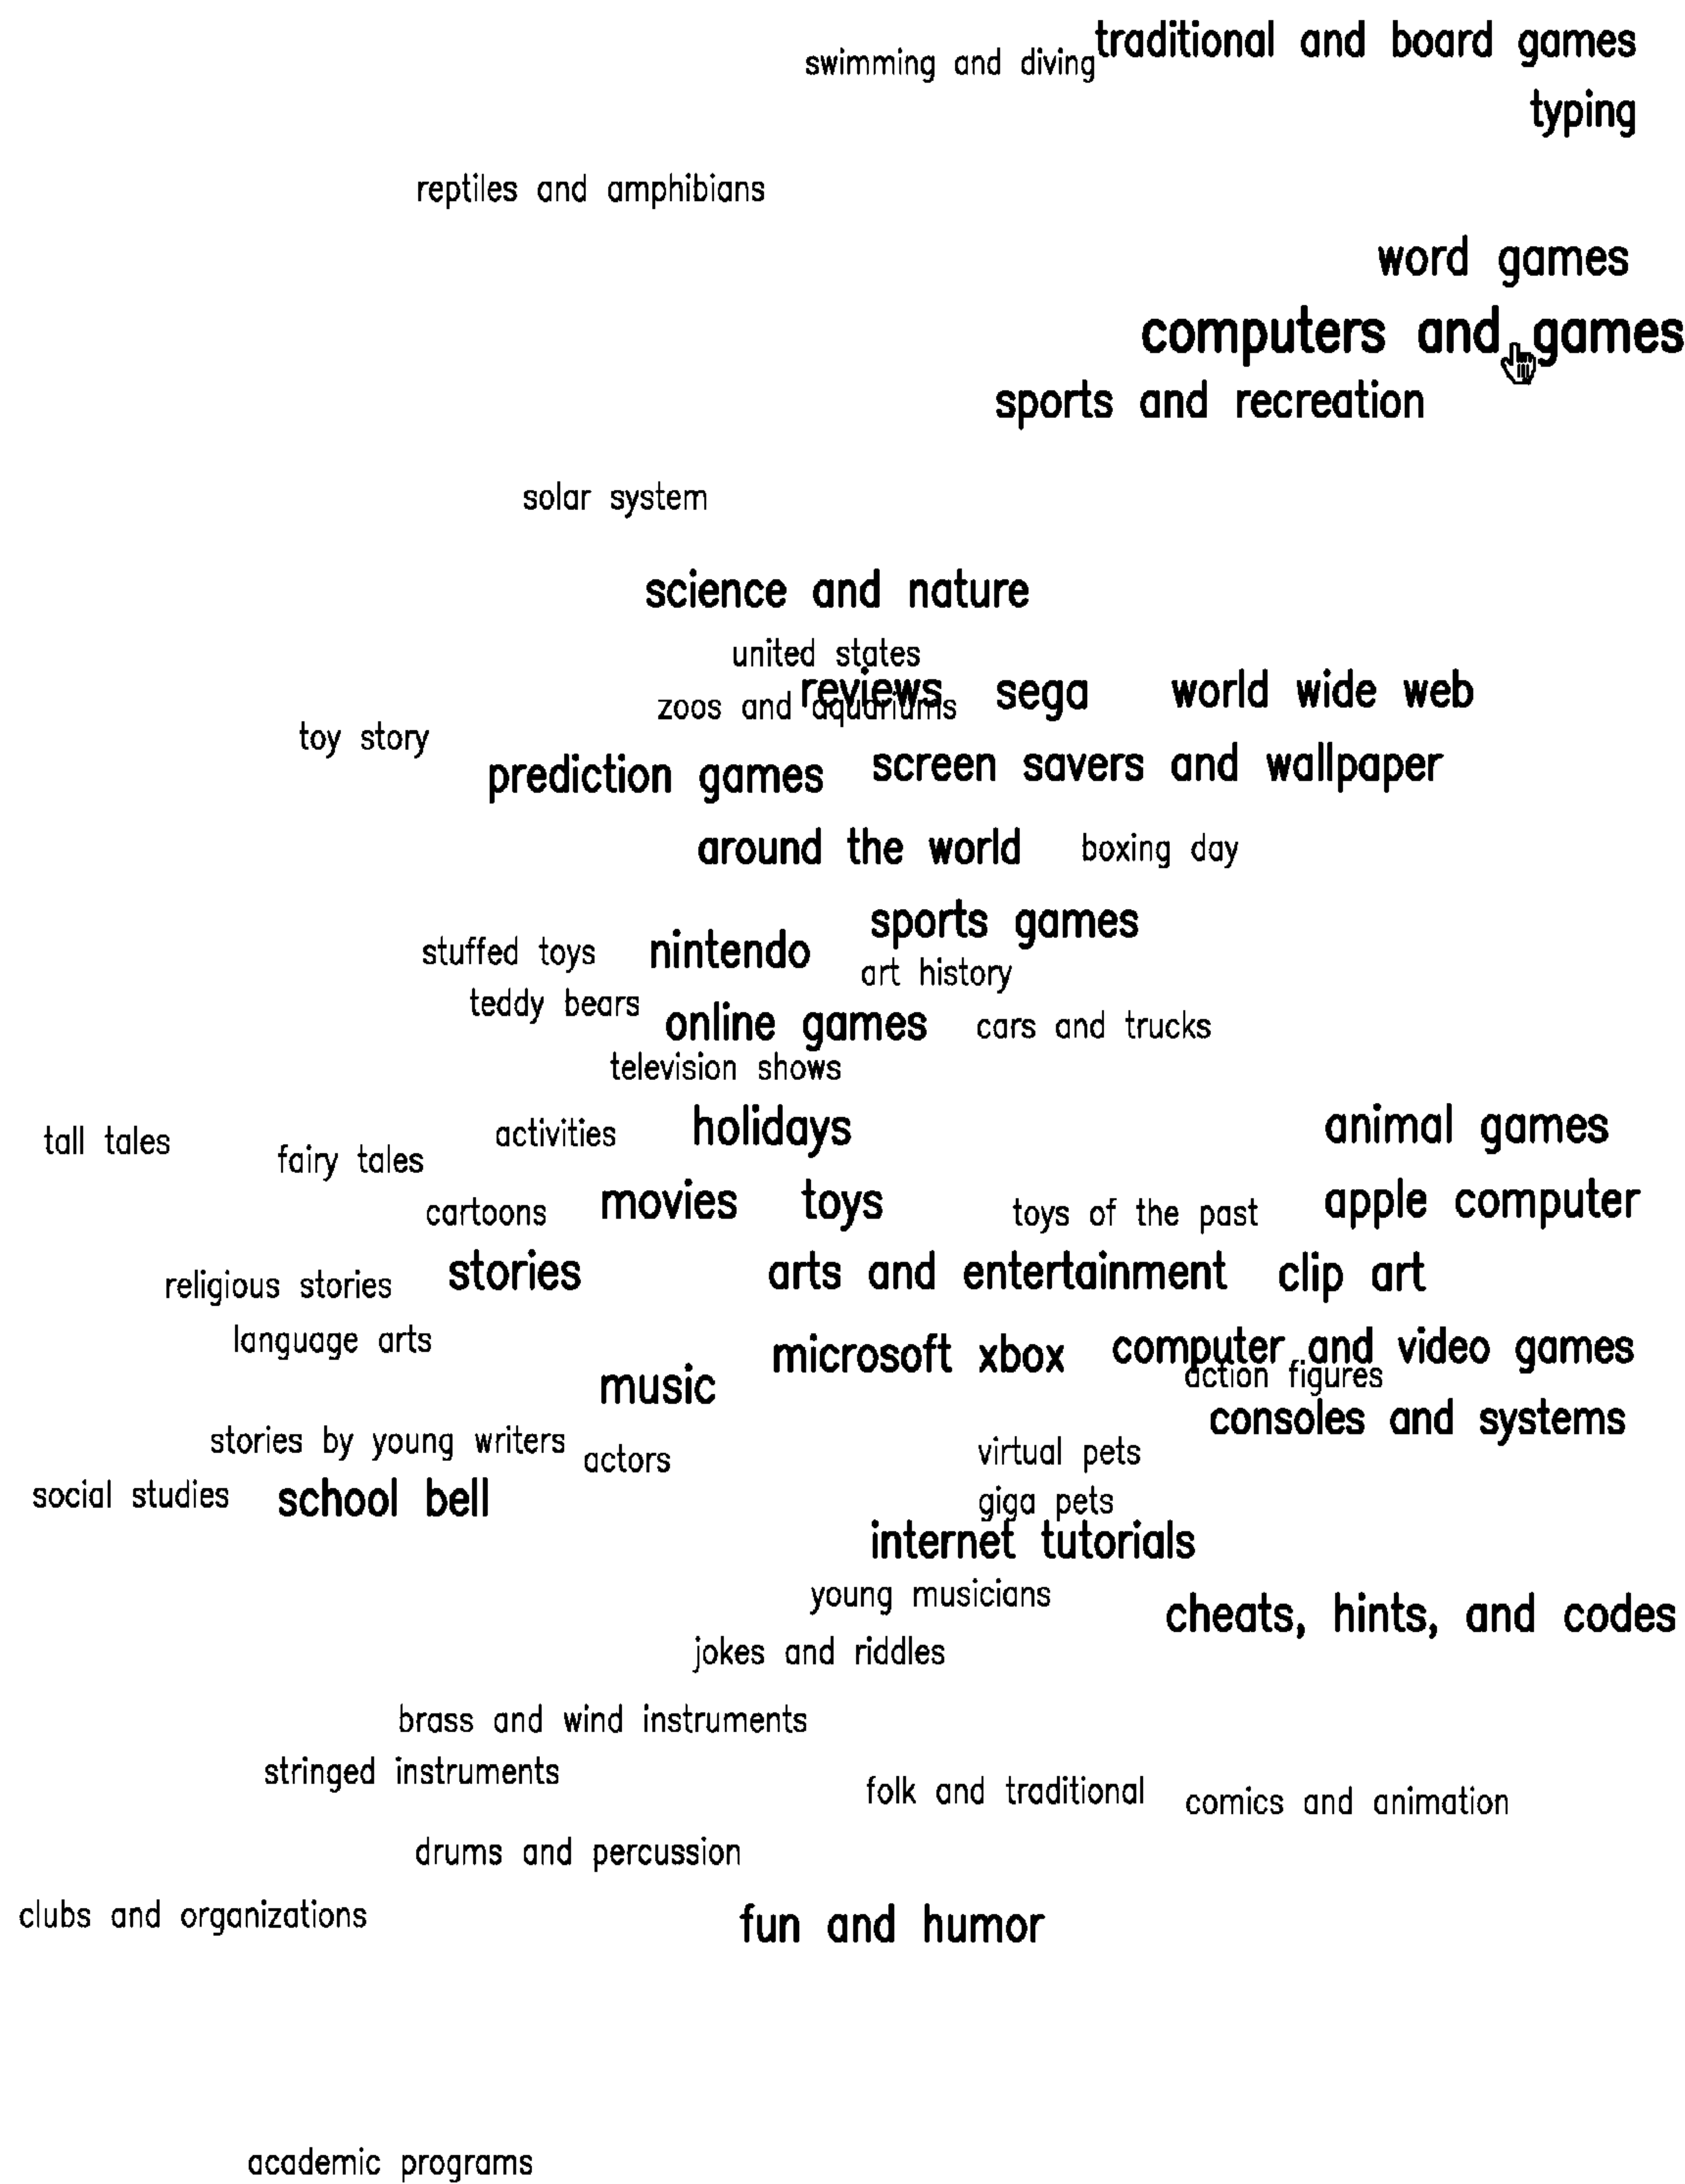 traditional and board games
swimming and diving
typing
reptiles and amphibians
word games
computers and games
sports and recreation
solar system
science and nature
united states
reviews sega world wide web
zoos and aquariums
toy story
prediction games screen savers and wallpaper
around the world boxing day
sports games
stuffed toys nintendo
art history
teddy bears
online games cars and trucks
television shows
tall tales activities holidays animal games
fairy tales
cartoons movies toys toys of the past apple computer
religious stories stories arts and entertainment clip art
language arts
microsoft xbox computer and video games
action figures
music
consoles and systems
stories by young writers actors virtual pets
social studies school bell giga pets
internet tutorials
young musicians
cheats, hints, and codes
jokes and riddles
brass and wind instruments
stringed instruments
folk and traditional comics and animation
drums and percussion
clubs and organizations fun and humor
academic programs